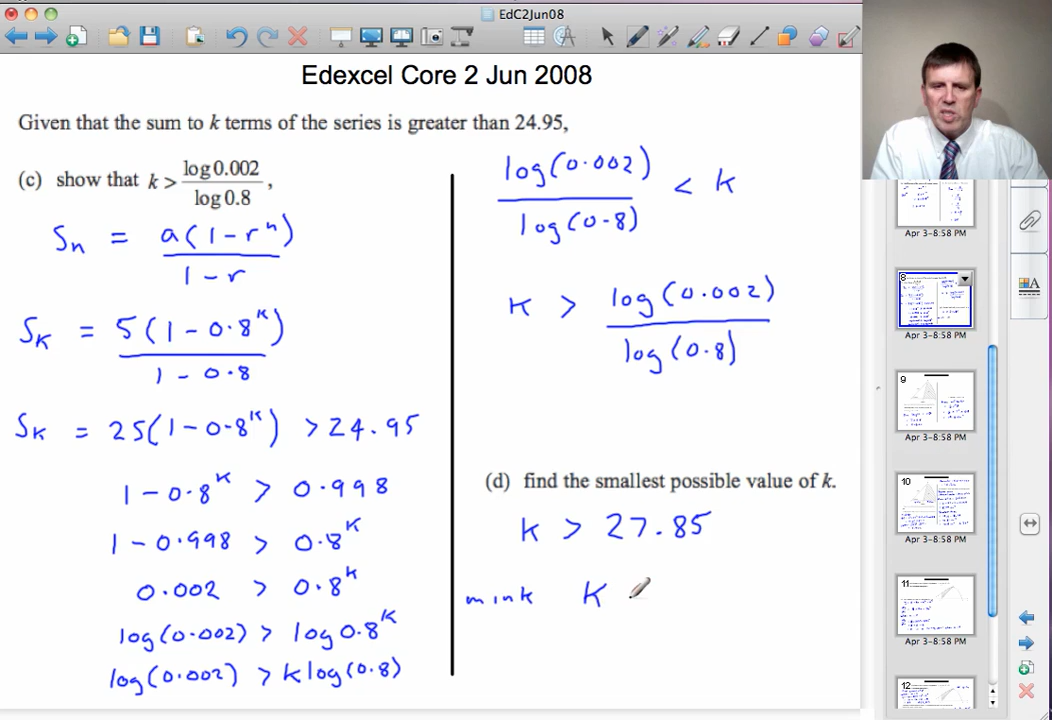 EdC2Jun08
Edexcel Core 2 Jun 2008
Given that the sum to k terms of the series is greater than 24.95,
(c) show that k > log 0.002 / log 0.8 ,
Sn = a(1-r^n) / 1-r
SK = 5(1-0.8^K) / 1-0.8
SK = 25(1-0.8^K) > 24.95
1-0.8^K > 0.998
1-0.998 > 0.8^K
0.002 > 0.8^k
log(0.002) > log 0.8^K
log(0.002) > K log(0.8)
log(0.002) / log(0.8) < k
K > log(0.002) / log(0.8)
(d) find the smallest possible value of k.
K > 27.85
min k K
Apr 3–8:58 PM
8
Apr 3–8:58 PM
9
Apr 3–8:58 PM
10
Apr 3–8:58 PM
11
Apr 3–8:58 PM
12